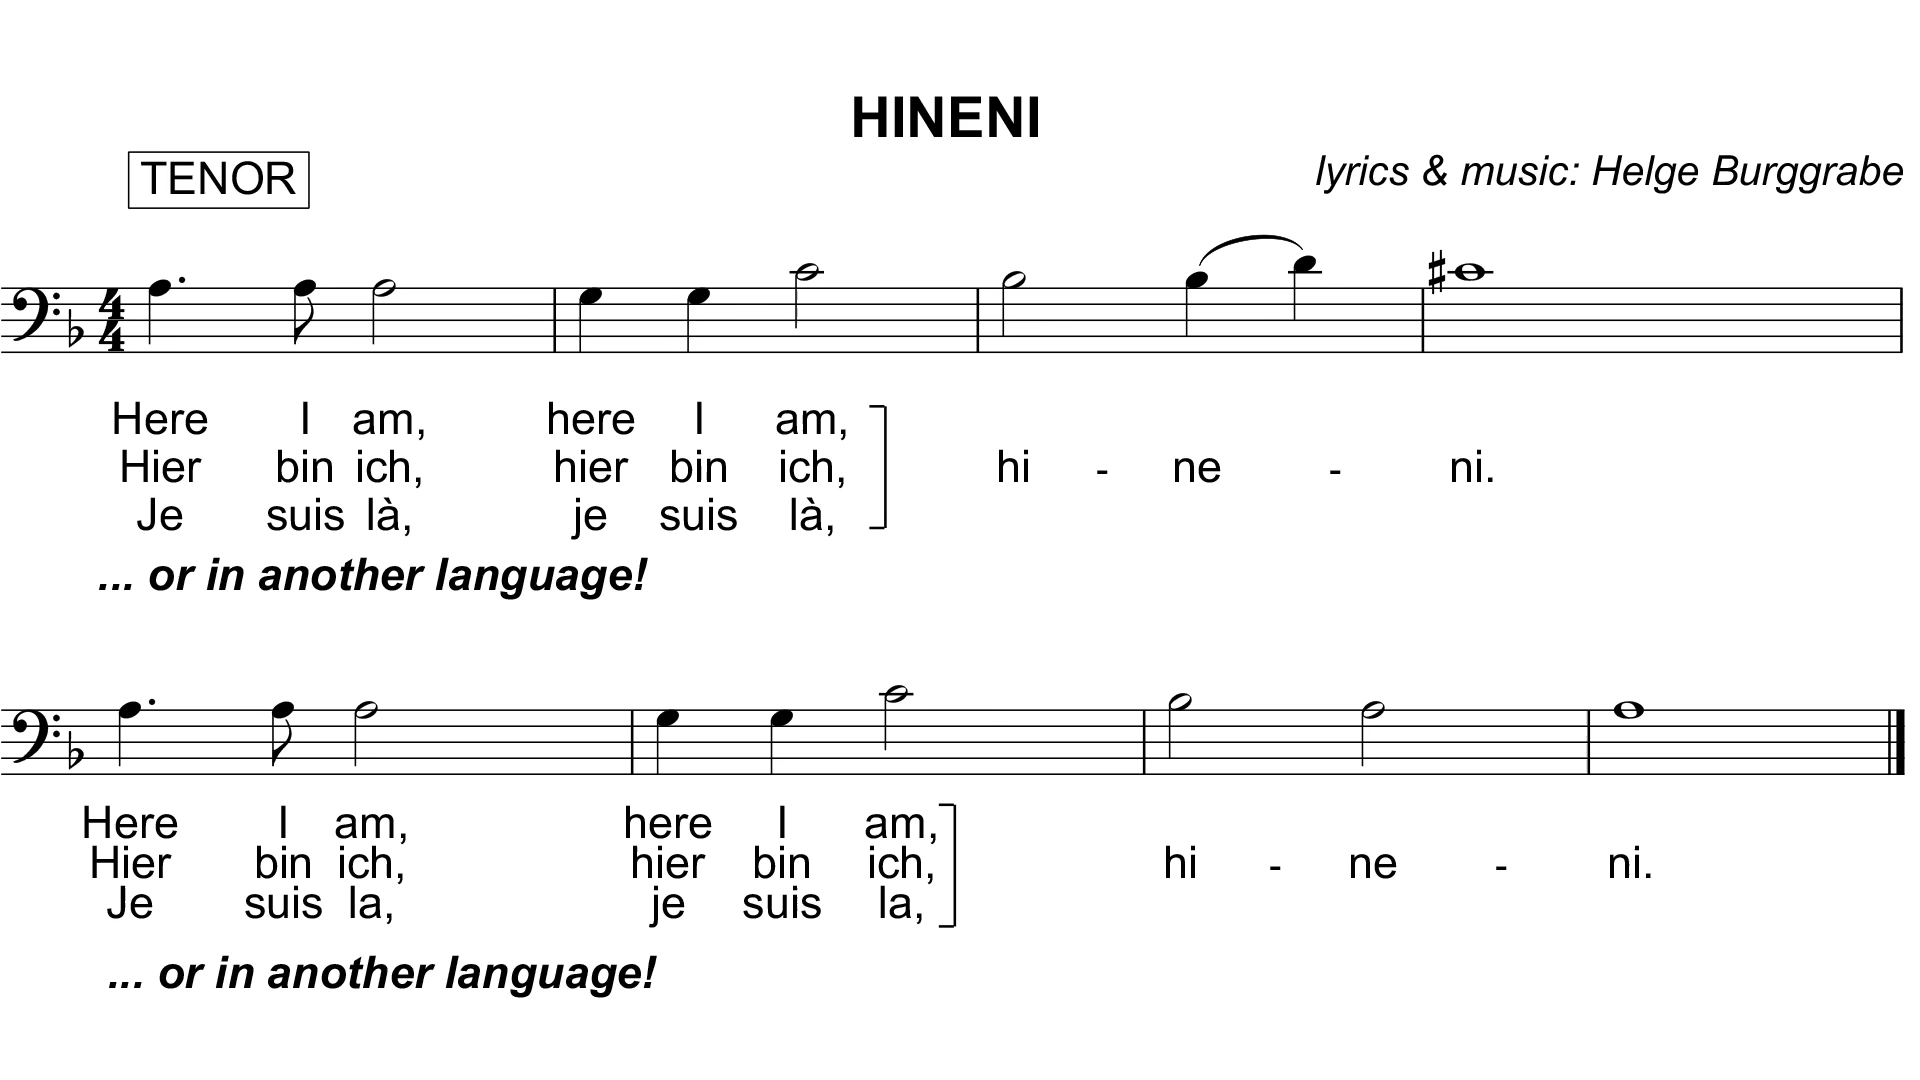 HINENI
TENOR
lyrics & music: Helge Burggrabe
4
4
Here I am, here I am,
Hier bin ich, hier bin ich, hi - ne - ni.
Je suis là, je suis là,
... or in another language!
Here I am, here I am,
Hier bin ich, hier bin ich, hi - ne - ni.
Je suis la, je suis la,
... or in another language!